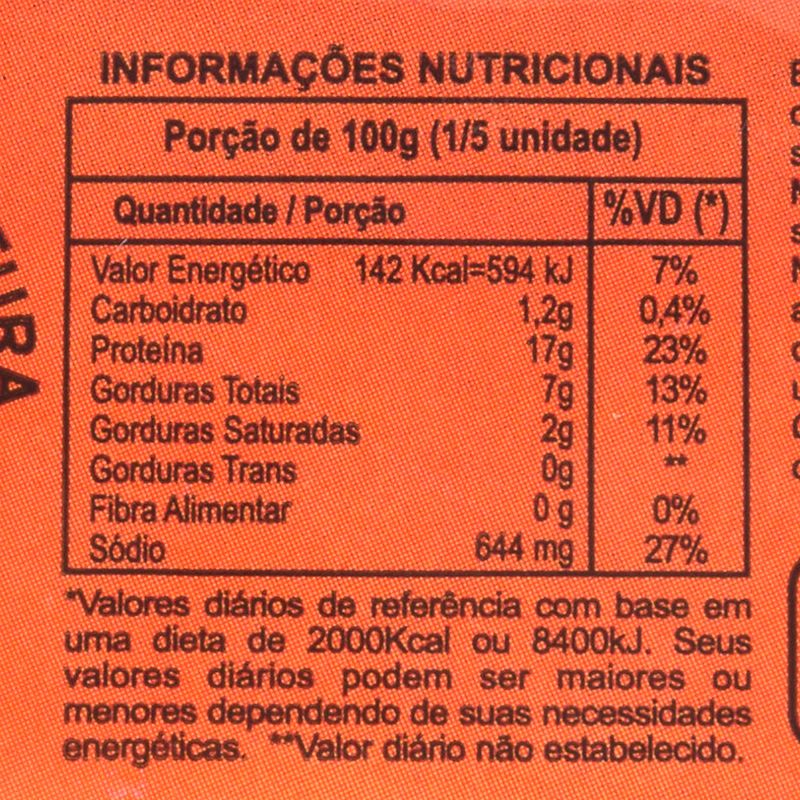 INFORMAÇÕES NUTRICIONAIS
Porção de 100g (1/5 unidade)
Quantidade / Porção %VD (*)
Valor Energético 142 Kcal=594 kJ 7%
Carboidrato 1,2g 0,4%
Proteína 17g 23%
Gorduras Totais 7g 13%
Gorduras Saturadas 2g 11%
Gorduras Trans 0g **
Fibra Alimentar 0 g 0%
Sódio 644 mg 27%
*Valores diários de referência com base em
uma dieta de 2000Kcal ou 8400kJ. Seus
valores diários podem ser maiores ou
menores dependendo de suas necessidades
energéticas. **Valor diário não estabelecido.